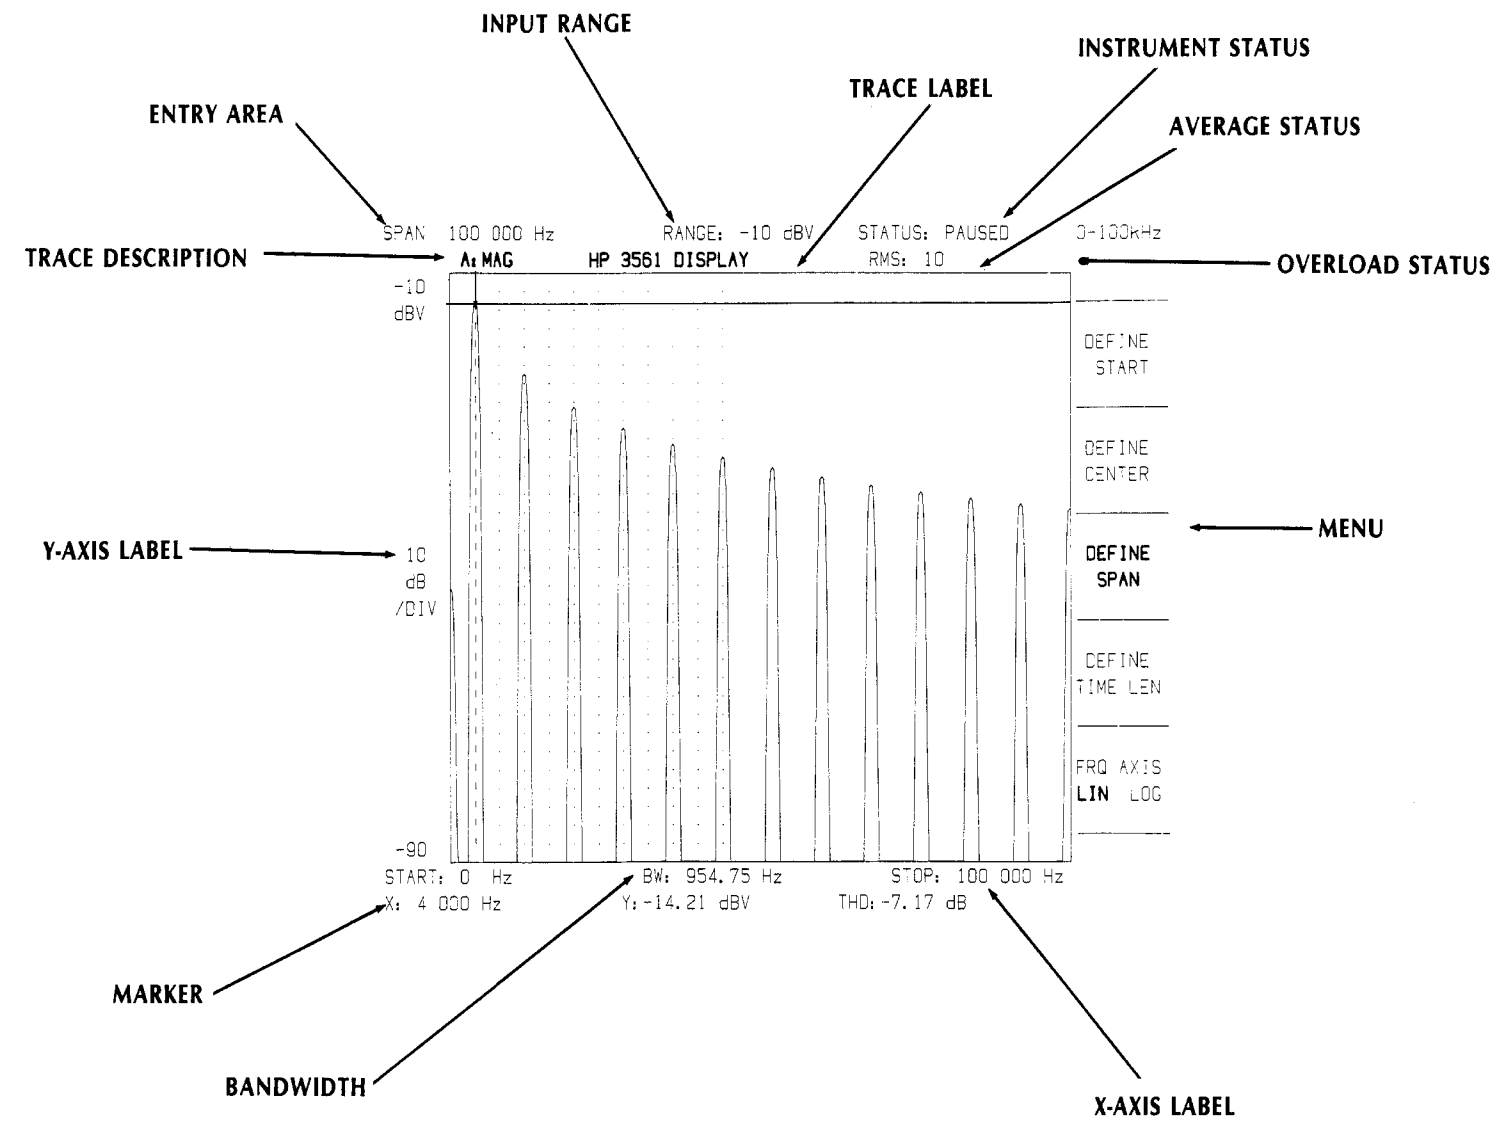 INPUT RANGE
INSTRUMENT STATUS
TRACE LABEL
ENTRY AREA
AVERAGE STATUS
SPAN 100 000 Hz
RANGE: -10 dBV
STATUS: PAUSED
0-100kHz
TRACE DESCRIPTION
A: MAG
HP 3561 DISPLAY
RMS: 10
OVERLOAD STATUS
-10
dBV
DEFINE
START
DEFINE
CENTER
MENU
Y-AXIS LABEL
10
dB
/DIV
DEFINE
SPAN
DEFINE
TIME LEN
FRQ AXIS
LIN LOG
-90
START: 0 Hz
BW: 954.75 Hz
STOP: 100 000 Hz
X: 4 000 Hz
Y: -14.21 dBV
THD: -7.17 dB
MARKER
BANDWIDTH
X-AXIS LABEL